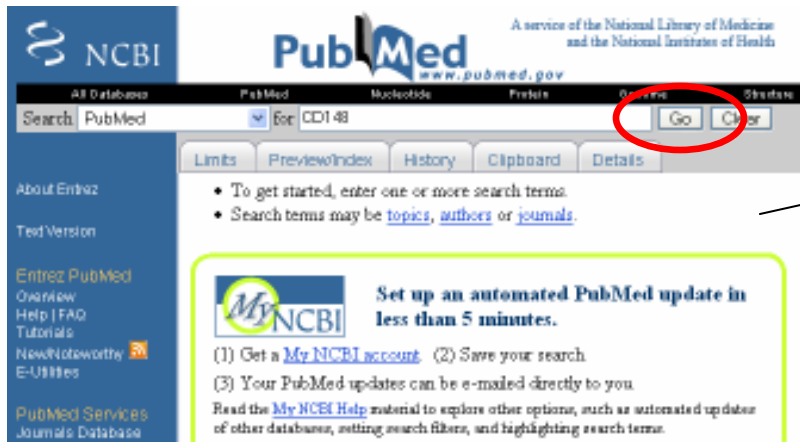 NCBI
PubMed
www.pubmed.gov
A service of the National Library of Medicine
and the National Institutes of Health
All Databases PubMed Nucleotide Protein Genome Structure
Search PubMed for CD148 Go Clear
Limits Preview/Index History Clipboard Details
About Entrez
Text Version
Entrez PubMed
Overview
Help | FAQ
Tutorials
New/Noteworthy
E-Utilities
PubMed Services
Journals Database
• To get started, enter one or more search terms.
• Search terms may be topics, authors or journals.
My NCBI
Set up an automated PubMed update in
less than 5 minutes.
(1) Get a My NCBI account. (2) Save your search.
(3) Your PubMed updates can be e-mailed directly to you.
Read the My NCBI Help material to explore other options, such as automated updates
of other databases, setting search filters, and highlighting search terms.